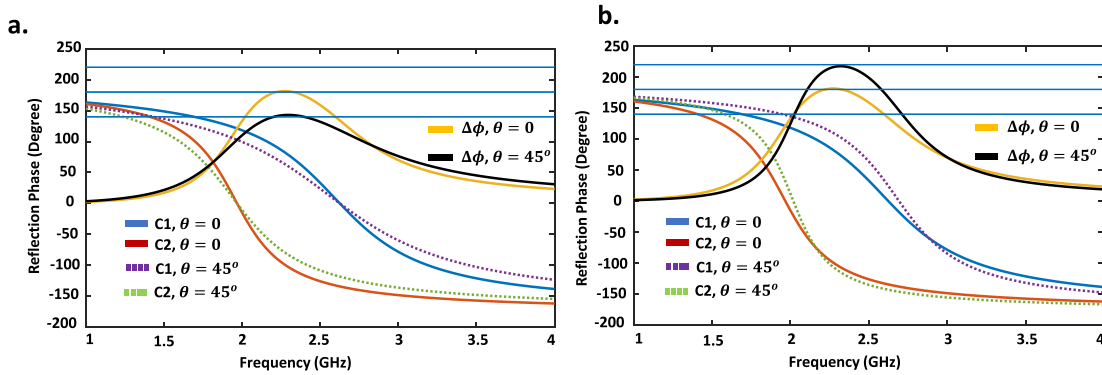 a.
250
200
150
100
50
0
-50
-100
-150
-200
Reflection Phase (Degree)
Δϕ, θ = 0
Δϕ, θ = 45°
C1, θ = 0
C2, θ = 0
C1, θ = 45°
C2, θ = 45°
1 1.5 2 2.5 3 3.5 4
Frequency (GHz)
b.
250
200
150
100
50
0
-50
-100
-150
-200
Reflection Phase (Degree)
Δϕ, θ = 0
Δϕ, θ = 45°
C1, θ = 0
C2, θ = 0
C1, θ = 45°
C2, θ = 45°
1 1.5 2 2.5 3 3.5 4
Frequency (GHz)